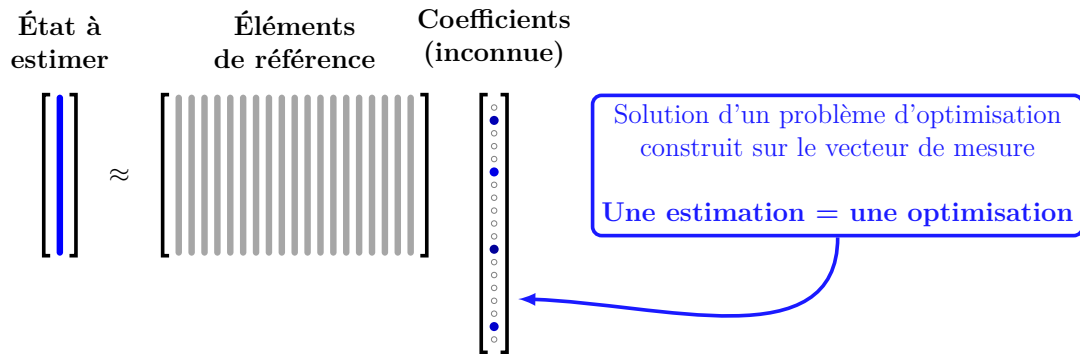 État à
estimer
Éléments
de référence
Coefficients
(inconnue)
≈
Solution d'un problème d'optimisation
construit sur le vecteur de mesure
Une estimation = une optimisation